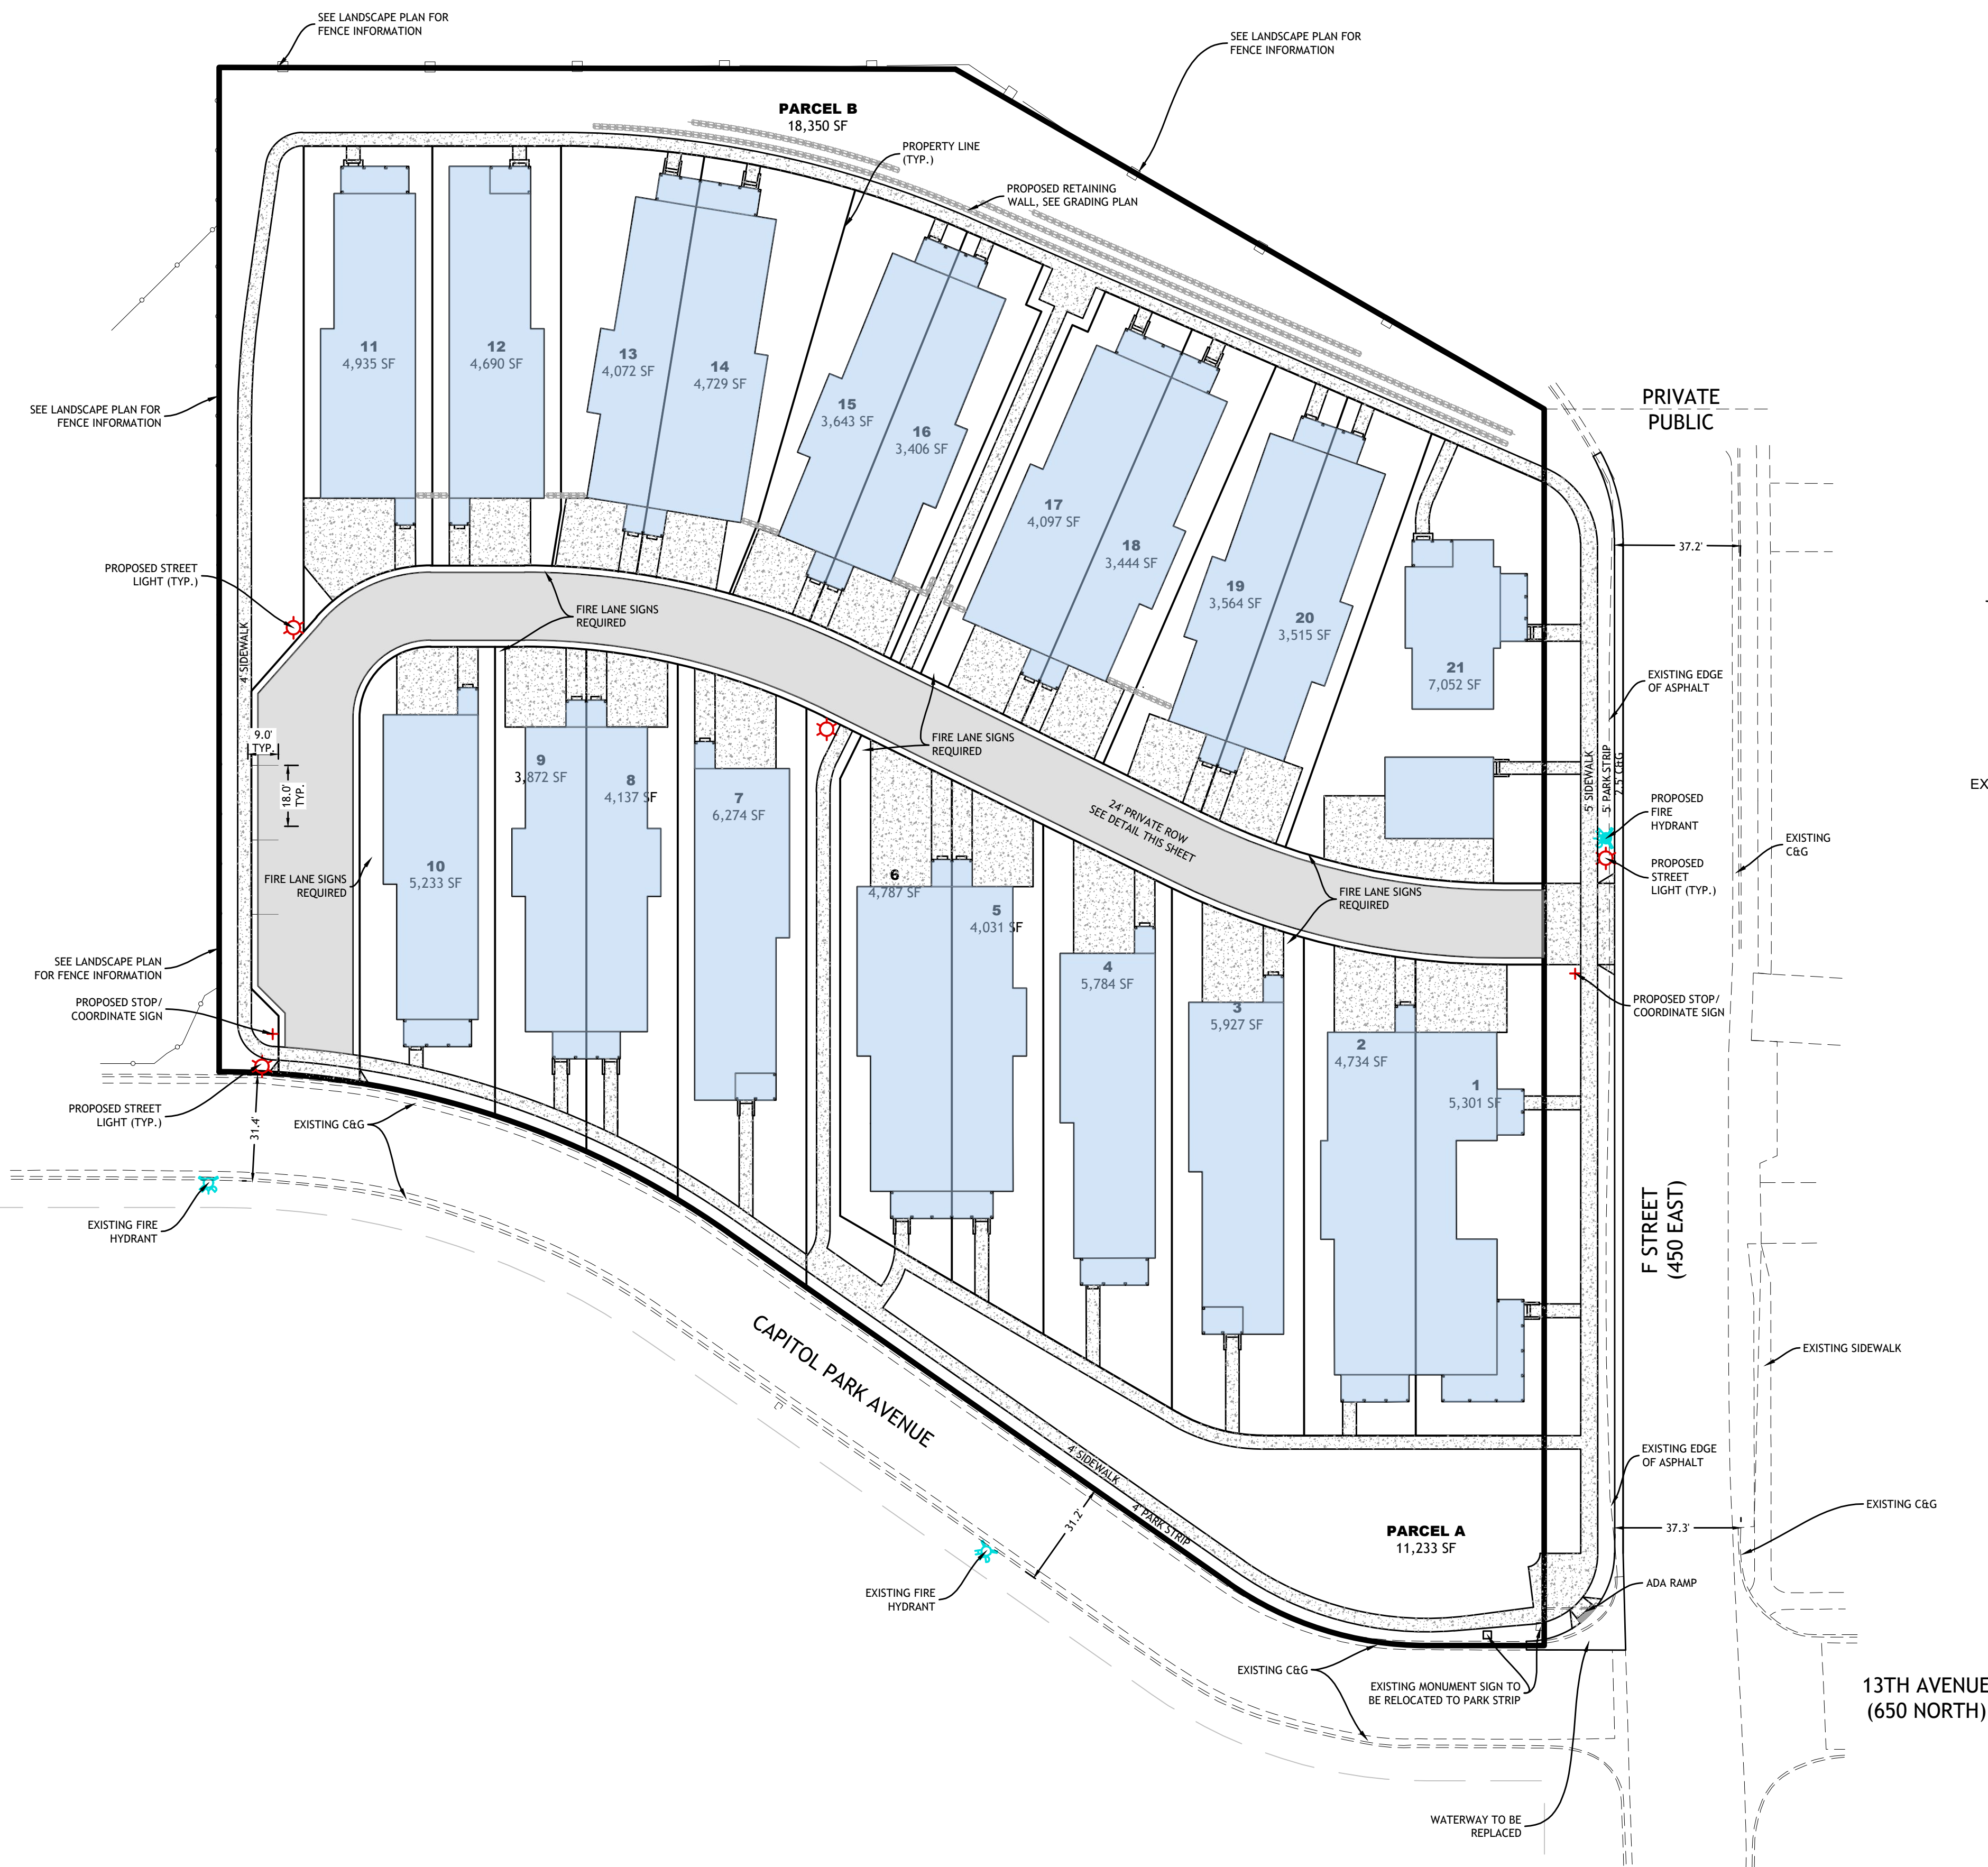 SEE LANDSCAPE PLAN FOR
FENCE INFORMATION
SEE LANDSCAPE PLAN FOR
FENCE INFORMATION
PARCEL B
18,350 SF
PROPERTY LINE
(TYP.)
PROPOSED RETAINING
WALL, SEE GRADING PLAN
11
4,935 SF
12
4,690 SF
13
4,072 SF
14
4,729 SF
15
3,643 SF
16
3,406 SF
17
4,097 SF
18
3,444 SF
19
3,564 SF
20
3,515 SF
21
7,052 SF
PRIVATE
PUBLIC
SEE LANDSCAPE PLAN FOR
FENCE INFORMATION
37.2'
PROPOSED STREET
LIGHT (TYP.)
FIRE LANE SIGNS
REQUIRED
4' SIDEWALK
EXISTING EDGE
OF ASPHALT
9.0'
TYP.
18.0'
TYP.
FIRE LANE SIGNS
REQUIRED
24' PRIVATE ROW
SEE DETAIL THIS SHEET
5' SIDEWALK
5' PARK STRIP
2.5' C&G
EX
PROPOSED
FIRE
HYDRANT
EXISTING
C&G
PROPOSED
STREET
LIGHT (TYP.)
9
3,872 SF
8
4,137 SF
7
6,274 SF
10
5,233 SF
FIRE LANE SIGNS
REQUIRED
6
4,787 SF
5
4,031 SF
FIRE LANE SIGNS
REQUIRED
4
5,784 SF
3
5,927 SF
2
4,734 SF
1
5,301 SF
SEE LANDSCAPE PLAN
FOR FENCE INFORMATION
PROPOSED STOP/
COORDINATE SIGN
PROPOSED STOP/
COORDINATE SIGN
PROPOSED STREET
LIGHT (TYP.)
31.4'
EXISTING C&G
EXISTING FIRE
HYDRANT
F STREET
(450 EAST)
CAPITOL PARK AVENUE
EXISTING SIDEWALK
4' SIDEWALK
4' PARK STRIP
31.2'
EXISTING EDGE
OF ASPHALT
EXISTING C&G
PARCEL A
11,233 SF
37.3'
EXISTING FIRE
HYDRANT
ADA RAMP
EXISTING C&G
EXISTING MONUMENT SIGN TO
BE RELOCATED TO PARK STRIP
13TH AVENUE
(650 NORTH)
WATERWAY TO BE
REPLACED